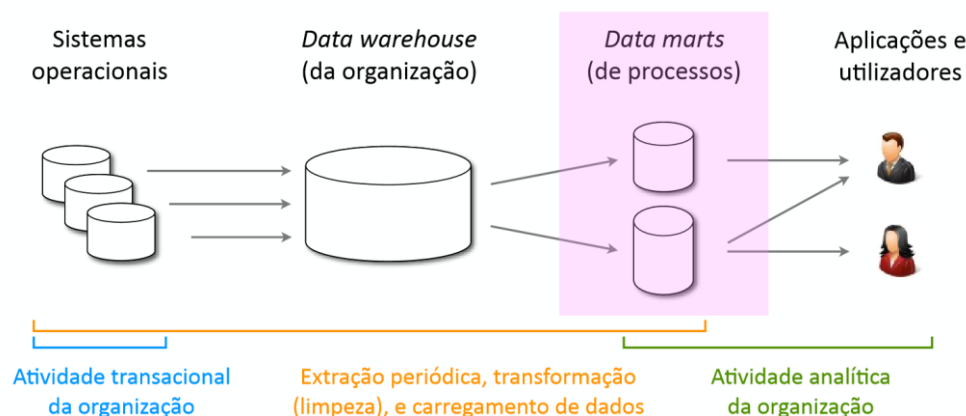 Sistemas
operacionais
Data warehouse
(da organização)
Data marts
(de processos)
Aplicações e
utilizadores
Atividade transacional
da organização
Extração periódica, transformação
(limpeza), e carregamento de dados
Atividade analítica
da organização